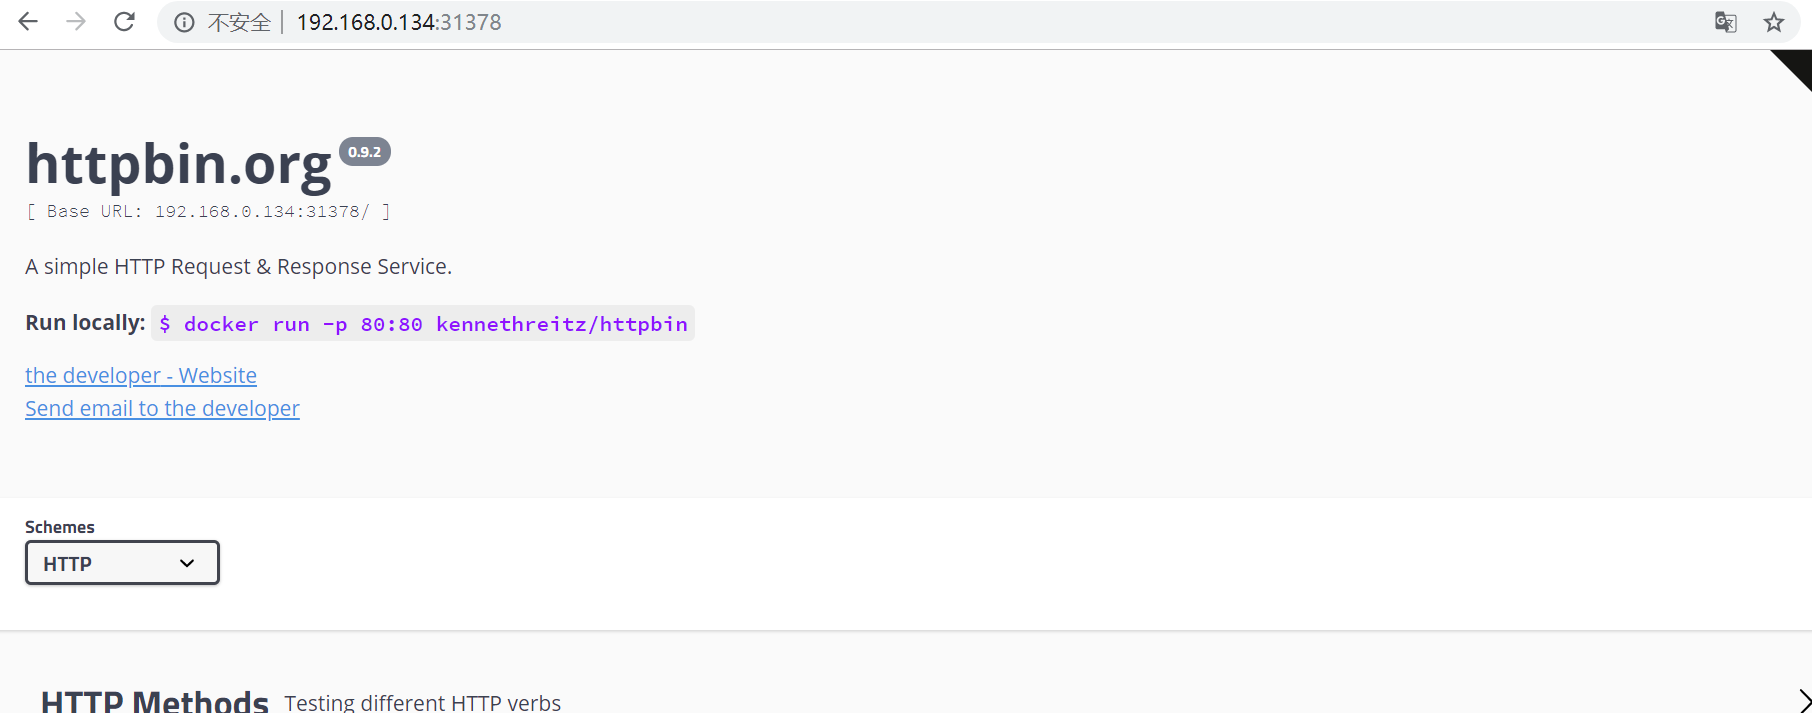 不安全 | 192.168.0.134:31378
httpbin.org 0.9.2
[ Base URL: 192.168.0.134:31378/ ]
A simple HTTP Request & Response Service.
Run locally: $ docker run -p 80:80 kennethreitz/httpbin
the developer - Website
Send email to the developer
Schemes
HTTP
HTTP Methods Testing different HTTP verbs